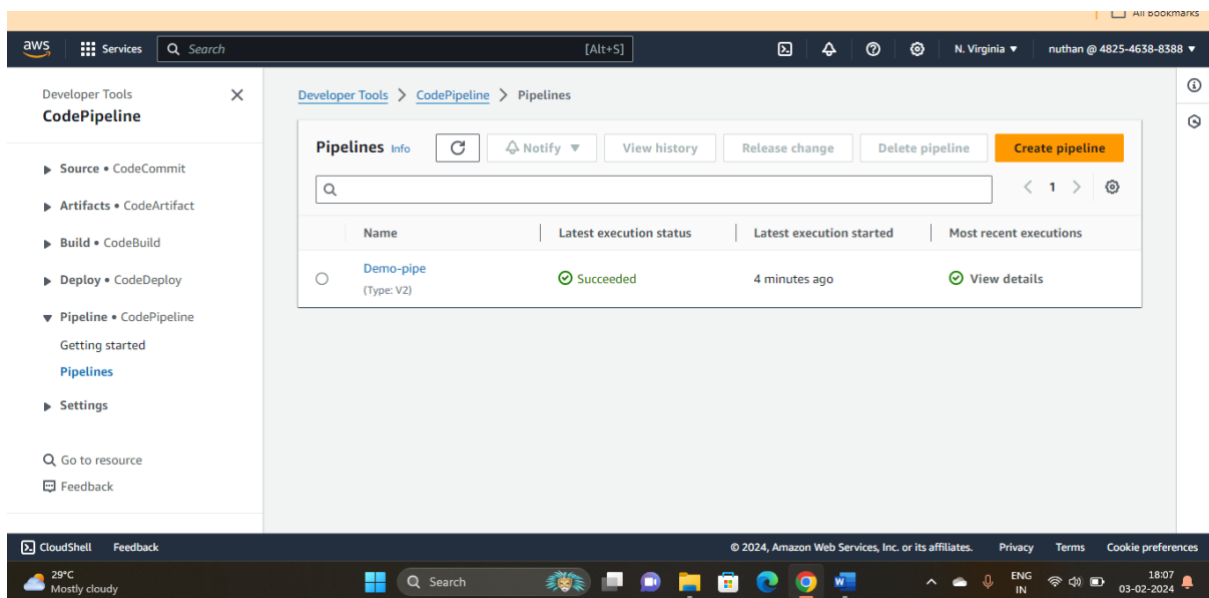 All Bookmarks
aws Services Search [Alt+S] N. Virginia ▼ nuthan @ 4825-4638-8388 ▼
Developer Tools
CodePipeline
Source • CodeCommit
Artifacts • CodeArtifact
Build • CodeBuild
Deploy • CodeDeploy
Pipeline • CodePipeline
Getting started
Pipelines
Settings
Go to resource
Feedback
Developer Tools > CodePipeline > Pipelines
Pipelines Info Notify ▼ View history Release change Delete pipeline Create pipeline
< 1 >
Name Latest execution status Latest execution started Most recent executions
Demo-pipe Succeeded 4 minutes ago View details
(Type: V2)
CloudShell Feedback © 2024, Amazon Web Services, Inc. or its affiliates. Privacy Terms Cookie preferences
29°C
Mostly cloudy
Search
ENG
IN
18:07
03-02-2024